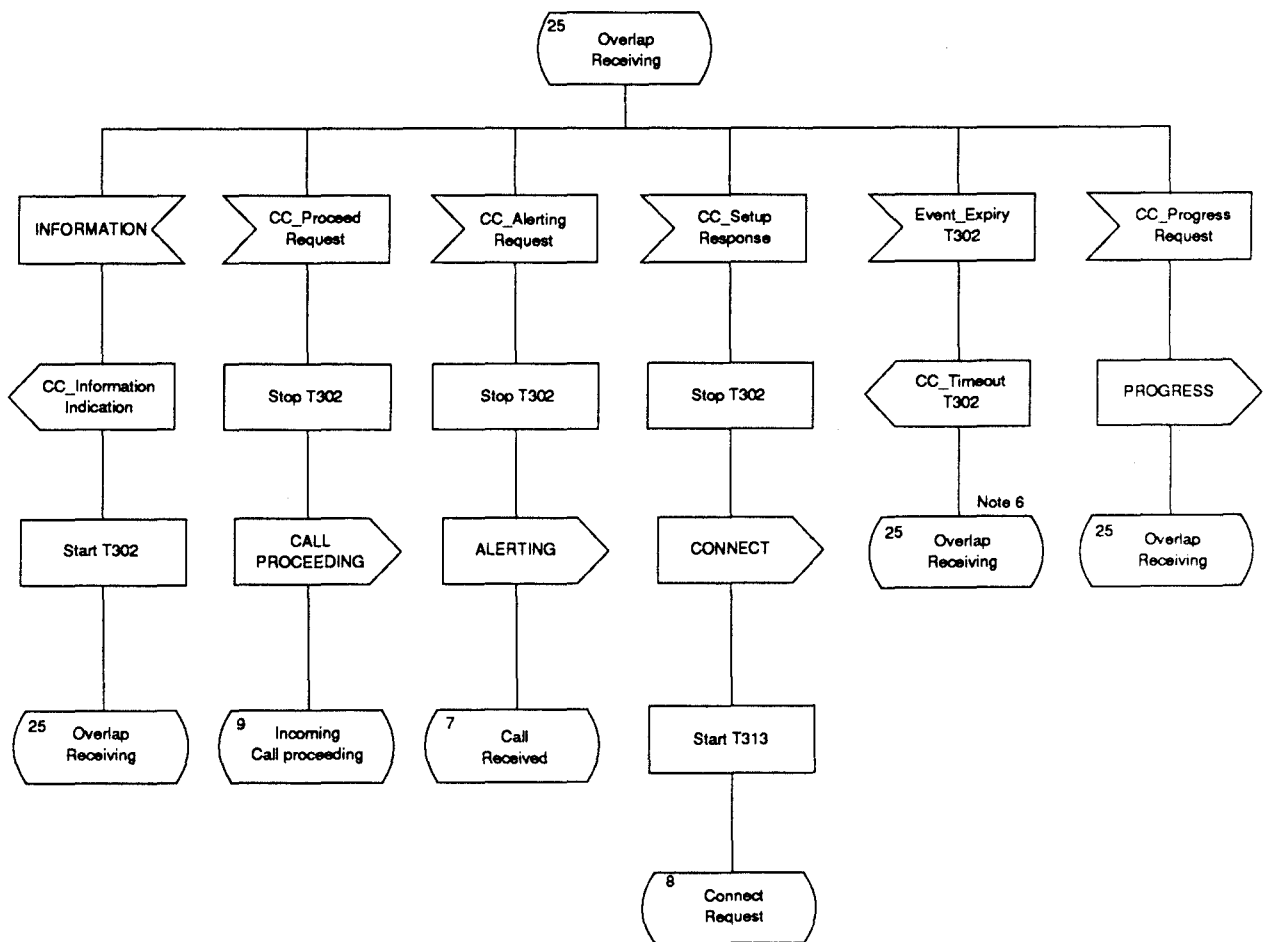 25
Overlap
Receiving
INFORMATION
CC_Proceed
Request
CC_Alerting
Request
CC_Setup
Response
Event_Expiry
T302
CC_Progress
Request
CC_Information
Indication
Stop T302
Stop T302
Stop T302
CC_Timeout
T302
PROGRESS
Start T302
CALL
PROCEEDING
ALERTING
CONNECT
Note 6
25
Overlap
Receiving
25
Overlap
Receiving
25
Overlap
Receiving
9
Incoming
Call proceeding
7
Call
Received
Start T313
8
Connect
Request